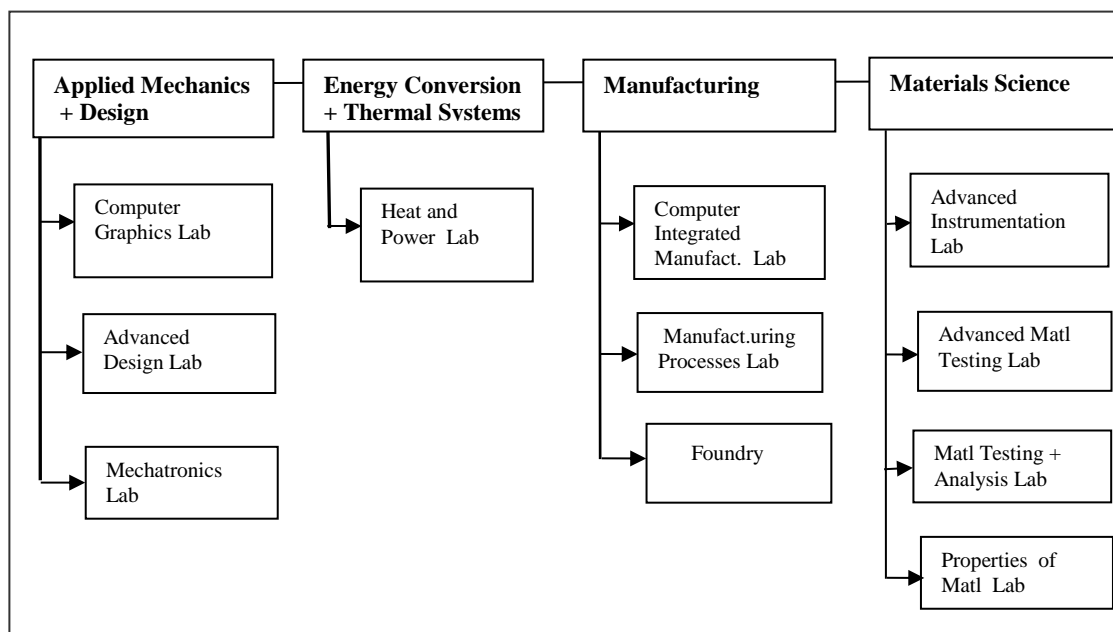 Applied Mechanics
+ Design
Computer
Graphics Lab
Advanced
Design Lab
Mechatronics
Lab
Energy Conversion
+ Thermal Systems
Heat and
Power Lab
Manufacturing
Computer
Integrated
Manufact. Lab
Manufact.uring
Processes Lab
Foundry
Materials Science
Advanced
Instrumentation
Lab
Advanced Matl
Testing Lab
Matl Testing +
Analysis Lab
Properties of
Matl Lab